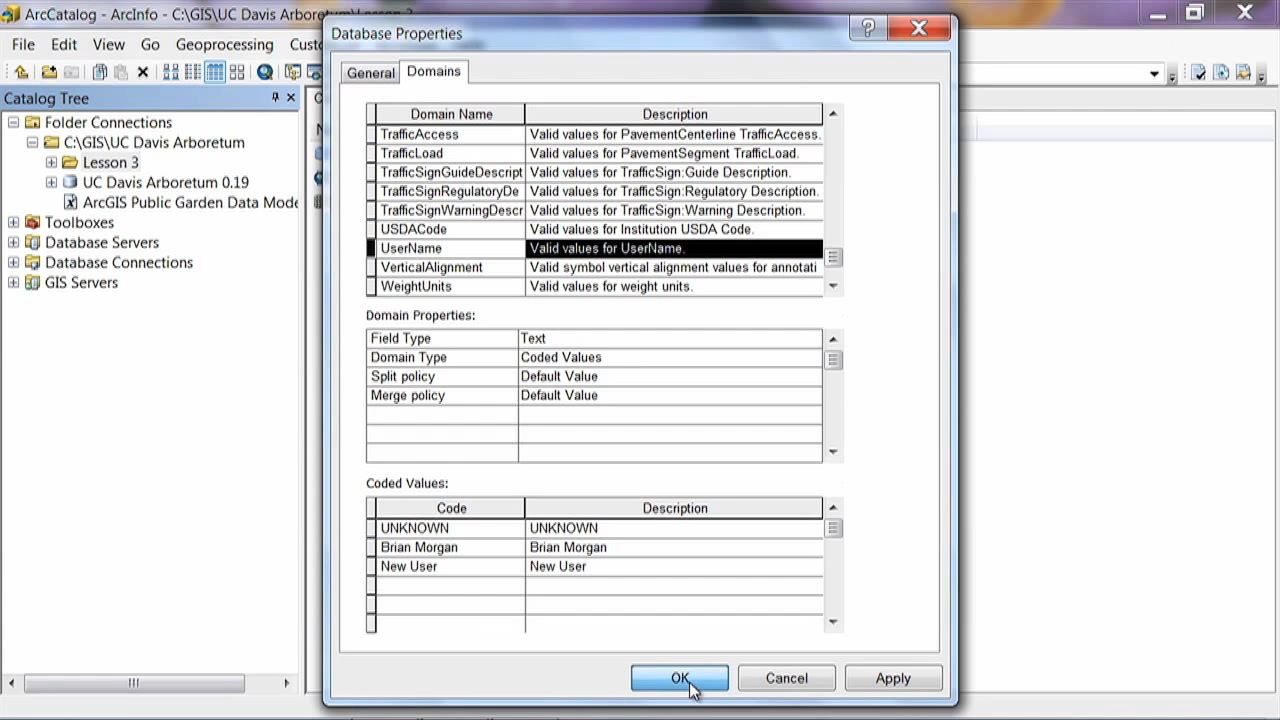 ArcCatalog - ArcInfo - C:\GIS\UC Davis Arboretum\Lesson 3
File Edit View Go Geoprocessing
Catalog Tree
Folder Connections
C:\GIS\UC Davis Arboretum
Lesson 3
UC Davis Arboretum 0.19
ArcGIS Public Garden Data Mode
Toolboxes
Database Servers
Database Connections
GIS Servers
Database Properties
General Domains
Domain Name Description
TrafficAccess Valid values for PavementCenterline TrafficAccess.
TrafficLoad Valid values for PavementSegment TrafficLoad.
TrafficSignGuideDescript Valid values for TrafficSign:Guide Description.
TrafficSignRegulatoryDe Valid values for TrafficSign:Regulatory Description.
TrafficSignWarningDescr Valid values for TrafficSign:Warning Description.
USDACode Valid values for Institution USDA Code.
UserName Valid values for UserName.
VerticalAlignment Valid symbol vertical alignment values for annotati
WeightUnits Valid values for weight units.
Domain Properties:
Field Type Text
Domain Type Coded Values
Split policy Default Value
Merge policy Default Value
Coded Values:
Code Description
UNKNOWN UNKNOWN
Brian Morgan Brian Morgan
New User New User
OK Cancel Apply